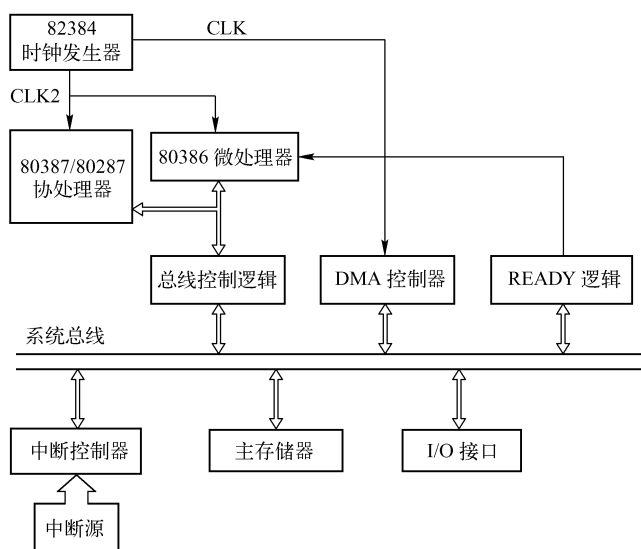 82384
时钟发生器
CLK
CLK2
80387/80287
协处理器
80386 微处理器
总线控制逻辑
DMA 控制器
READY 逻辑
系统总线
中断控制器
主存储器
I/O 接口
中断源